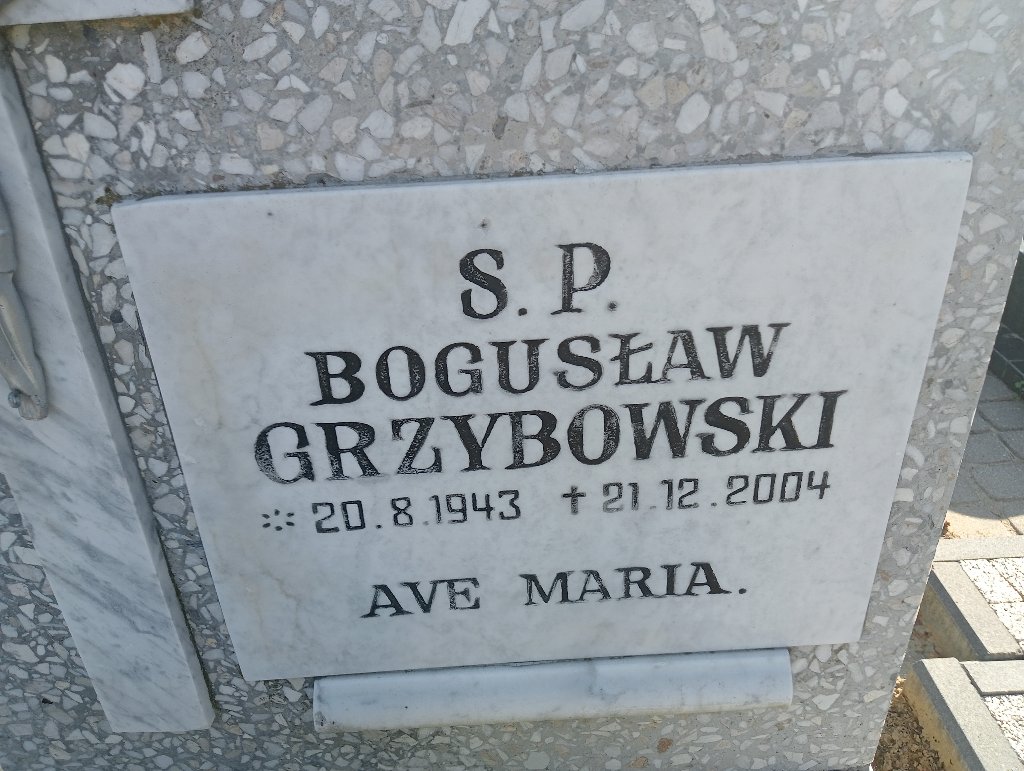 Ś. P.
BOGUSŁAW
GRZYBOWSKI
* 20.8.1943 † 21.12.2004
AVE MARIA.